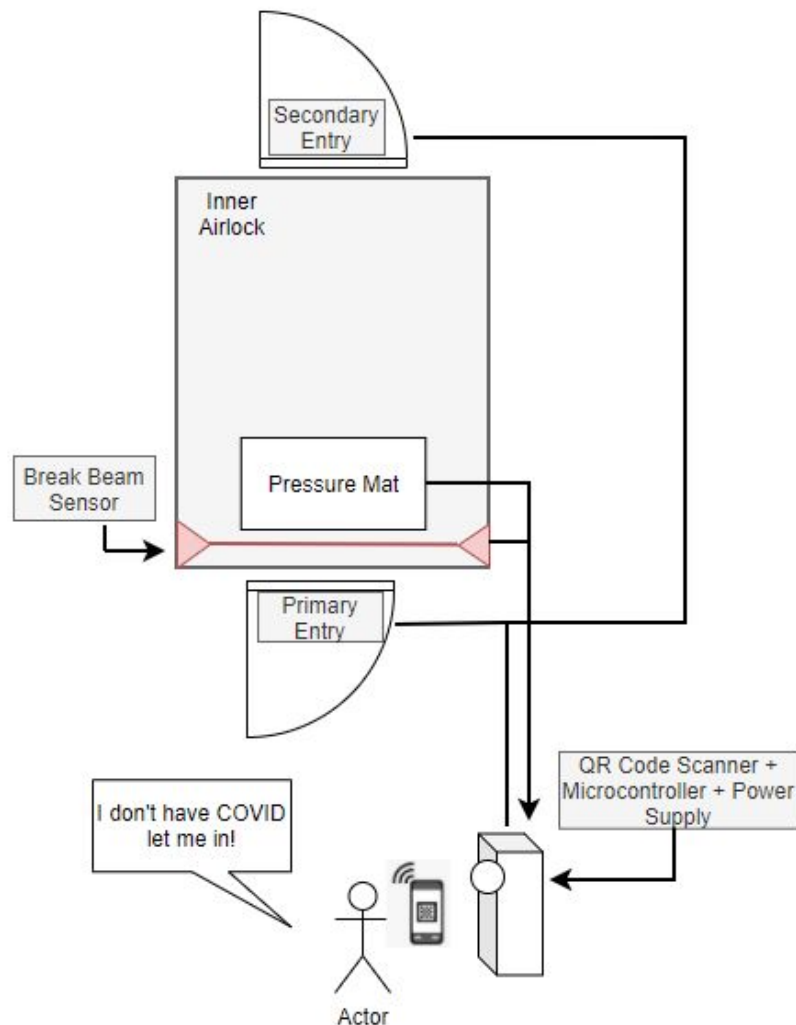 Secondary
Entry
Inner
Airlock
Break Beam
Sensor
Pressure Mat
Primary
Entry
QR Code Scanner +
Microcontroller + Power
Supply
I don't have COVID
let me in!
Actor